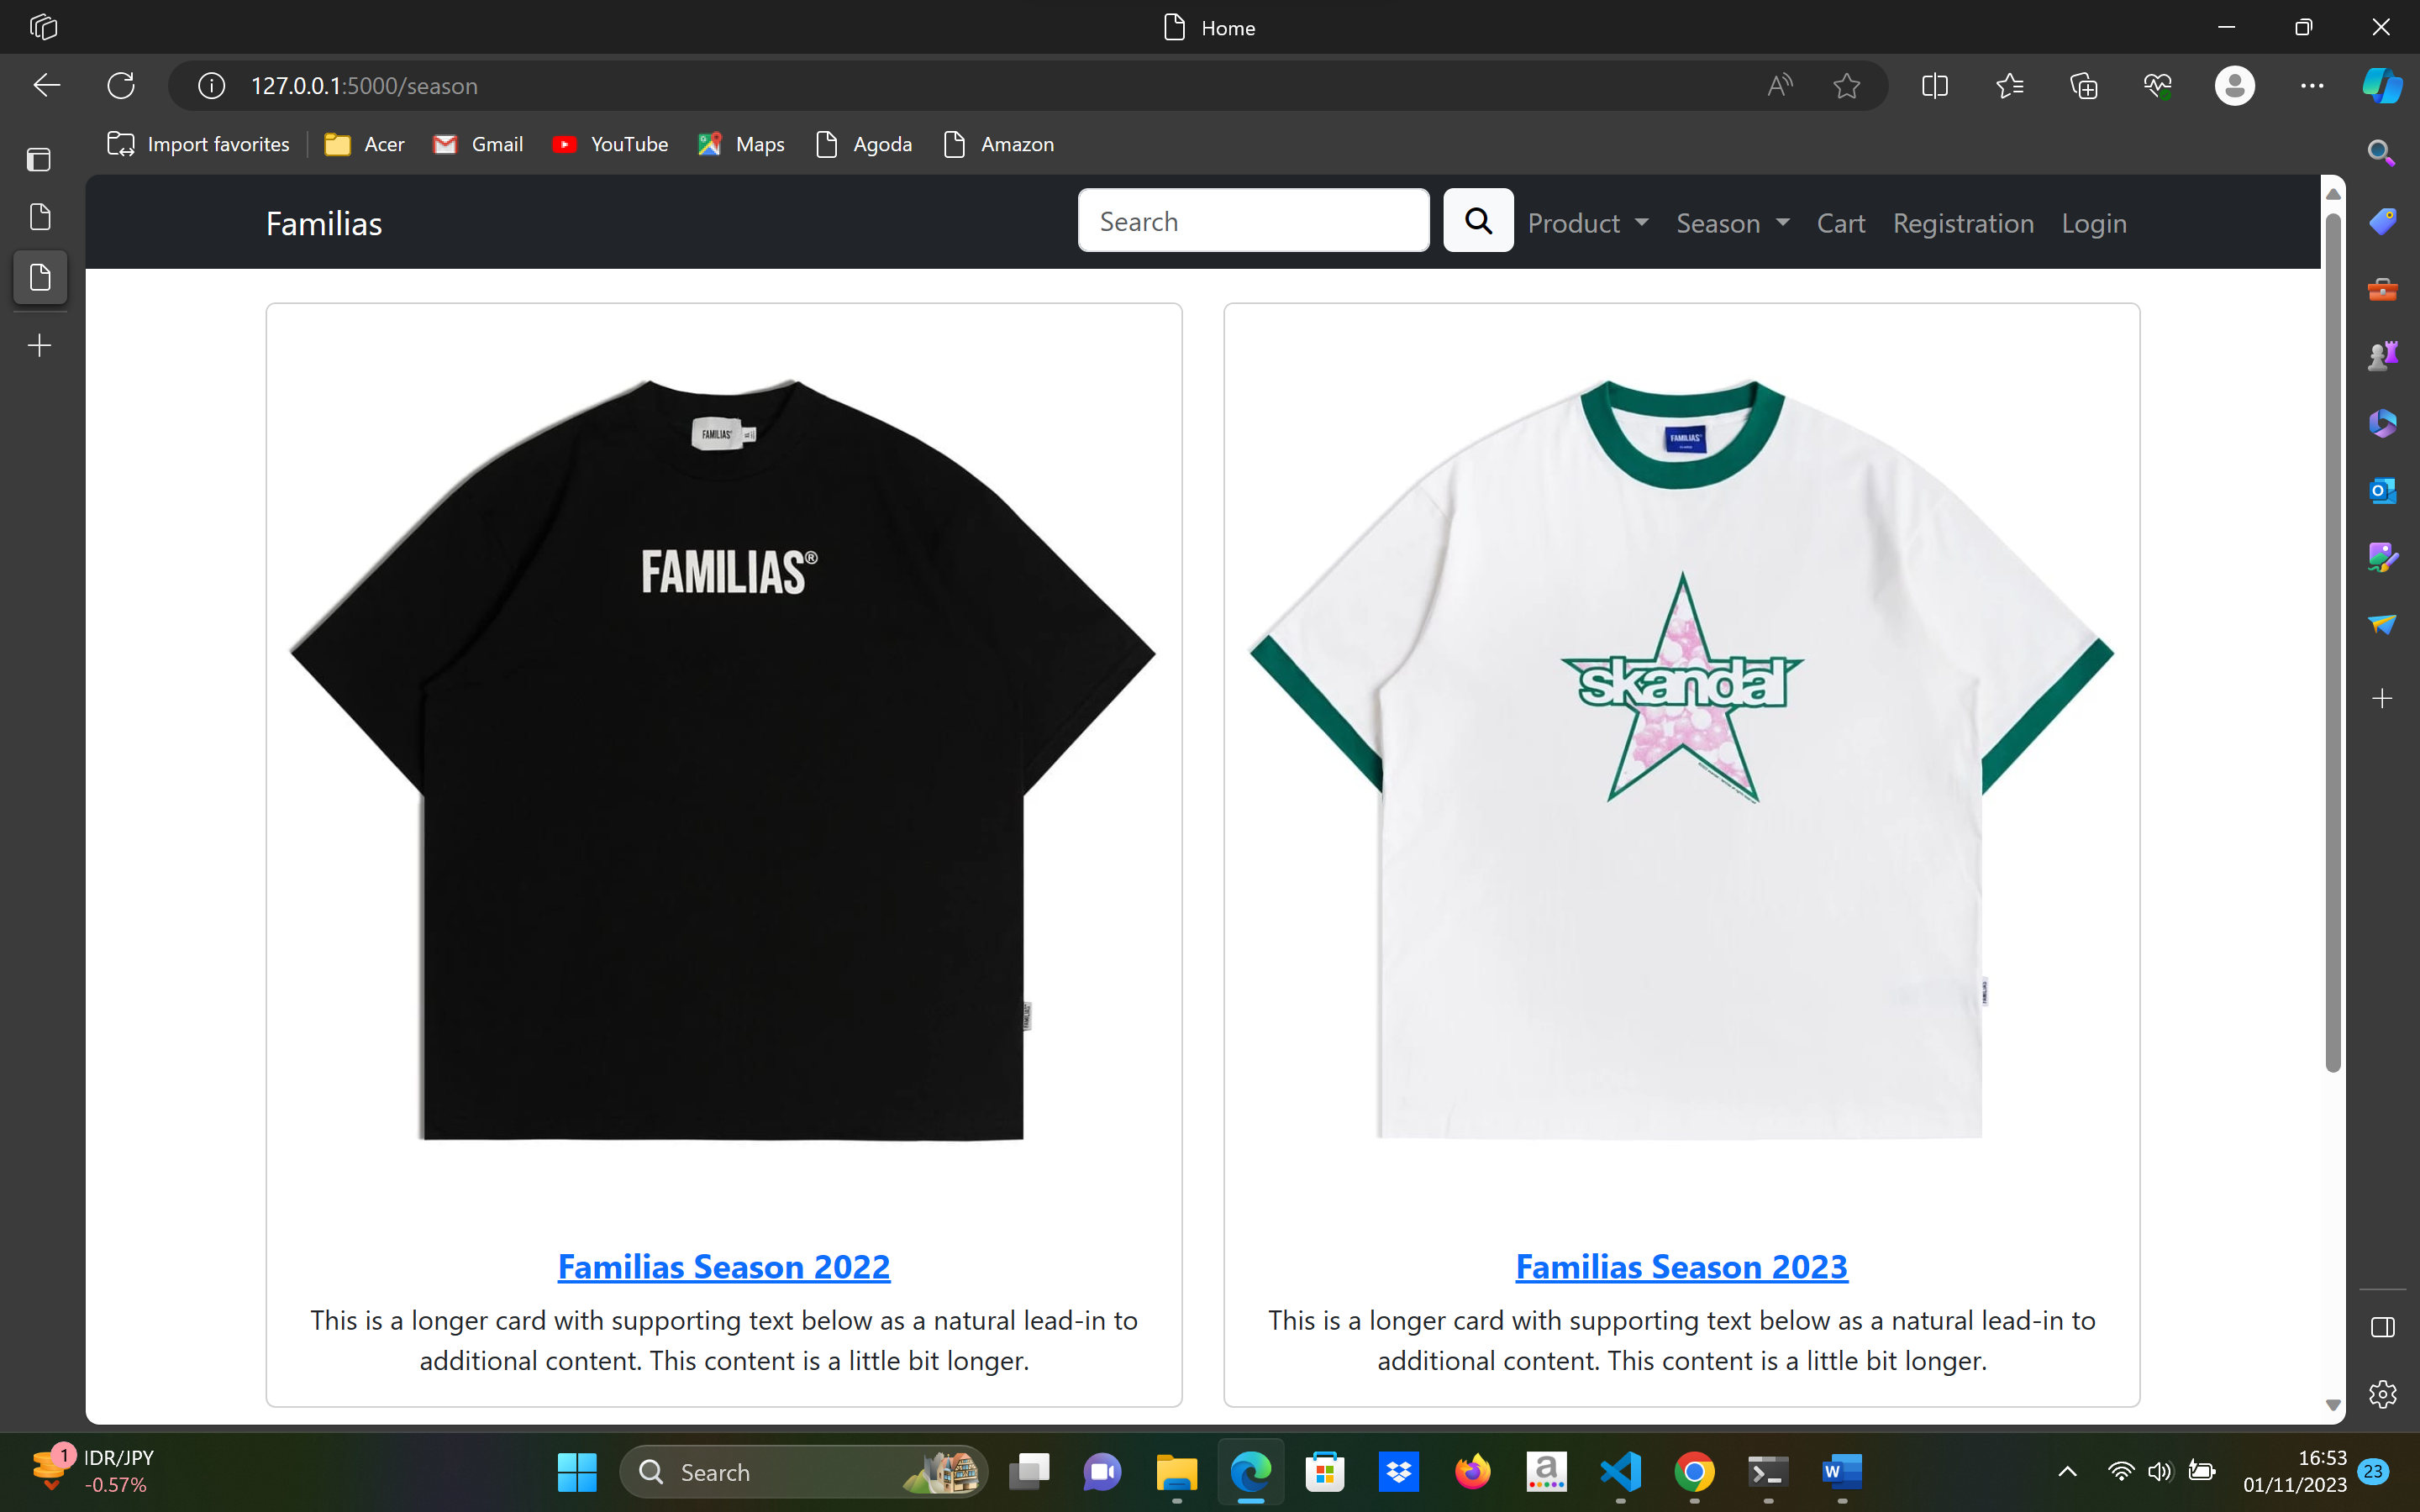 Home
127.0.0.1:5000/season
Import favorites Acer Gmail YouTube Maps Agoda Amazon
Familias Search Product Season Cart Registration Login
FAMILIAS
FAMILIAS®
FAMILIAS
skandal
Familias Season 2022
This is a longer card with supporting text below as a natural lead-in to
additional content. This content is a little bit longer.
Familias Season 2023
This is a longer card with supporting text below as a natural lead-in to
additional content. This content is a little bit longer.
1 IDR/JPY
-0.57%
Search
16:53
01/11/2023
23